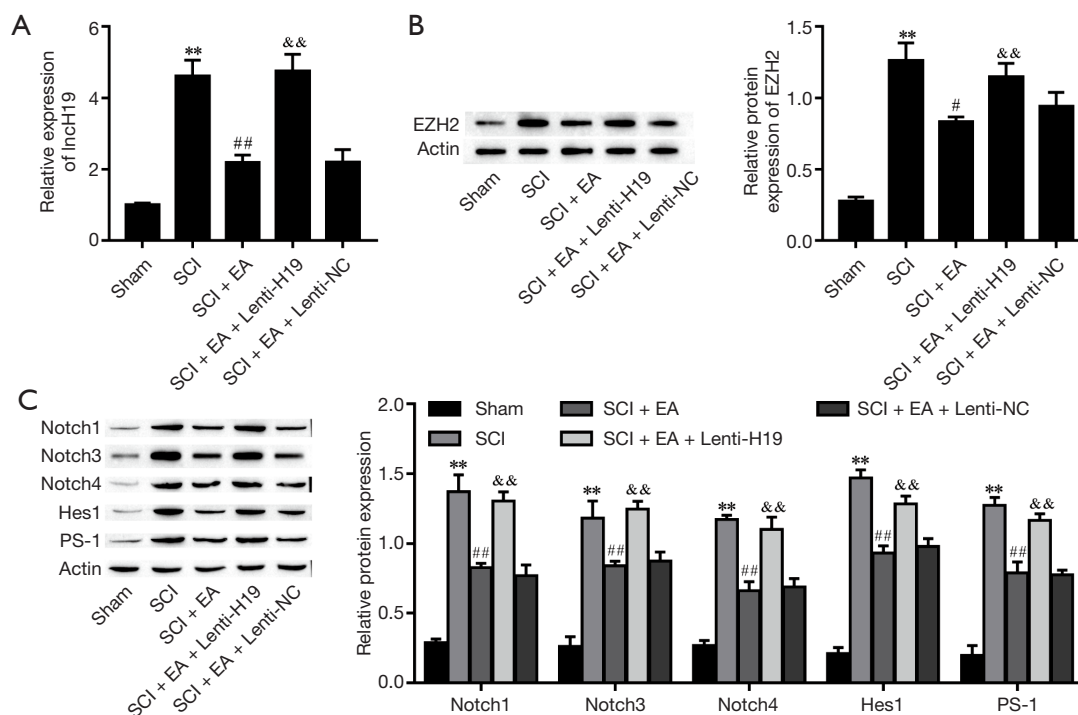 A
Relative expression
of lncH19
6
4
2
0
**
##
&&
Sham
SCI
SCI + EA
SCI + EA + Lenti-H19
SCI + EA + Lenti-NC
B
EZH2
Actin
Sham
SCI
SCI + EA
SCI + EA + Lenti-H19
SCI + EA + Lenti-NC
Relative protein
expression of EZH2
1.5
1.0
0.5
0.0
**
#
&&
Sham
SCI
SCI + EA
SCI + EA + Lenti-H19
SCI + EA + Lenti-NC
C
Notch1
Notch3
Notch4
Hes1
PS-1
Actin
Sham
SCI
SCI + EA
SCI + EA + Lenti-H19
SCI + EA + Lenti-NC
Relative protein expression
2.0
1.5
1.0
0.5
0.0
Sham
SCI + EA
SCI + EA + Lenti-NC
SCI
SCI + EA + Lenti-H19
** ## &&
** ## &&
** ## &&
** ## &&
** ## &&
Notch1 Notch3 Notch4 Hes1 PS-1